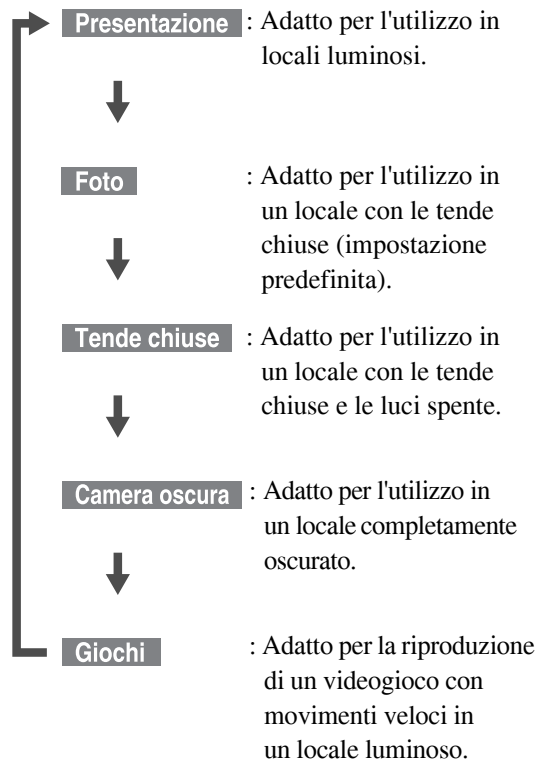 Presentazione : Adatto per l'utilizzo in
locali luminosi.
Foto : Adatto per l'utilizzo in
un locale con le tende
chiuse (impostazione
predefinita).
Tende chiuse : Adatto per l'utilizzo in
un locale con le tende
chiuse e le luci spente.
Camera oscura : Adatto per l'utilizzo in
un locale completamente
oscurato.
Giochi : Adatto per la riproduzione
di un videogioco con
movimenti veloci in
un locale luminoso.